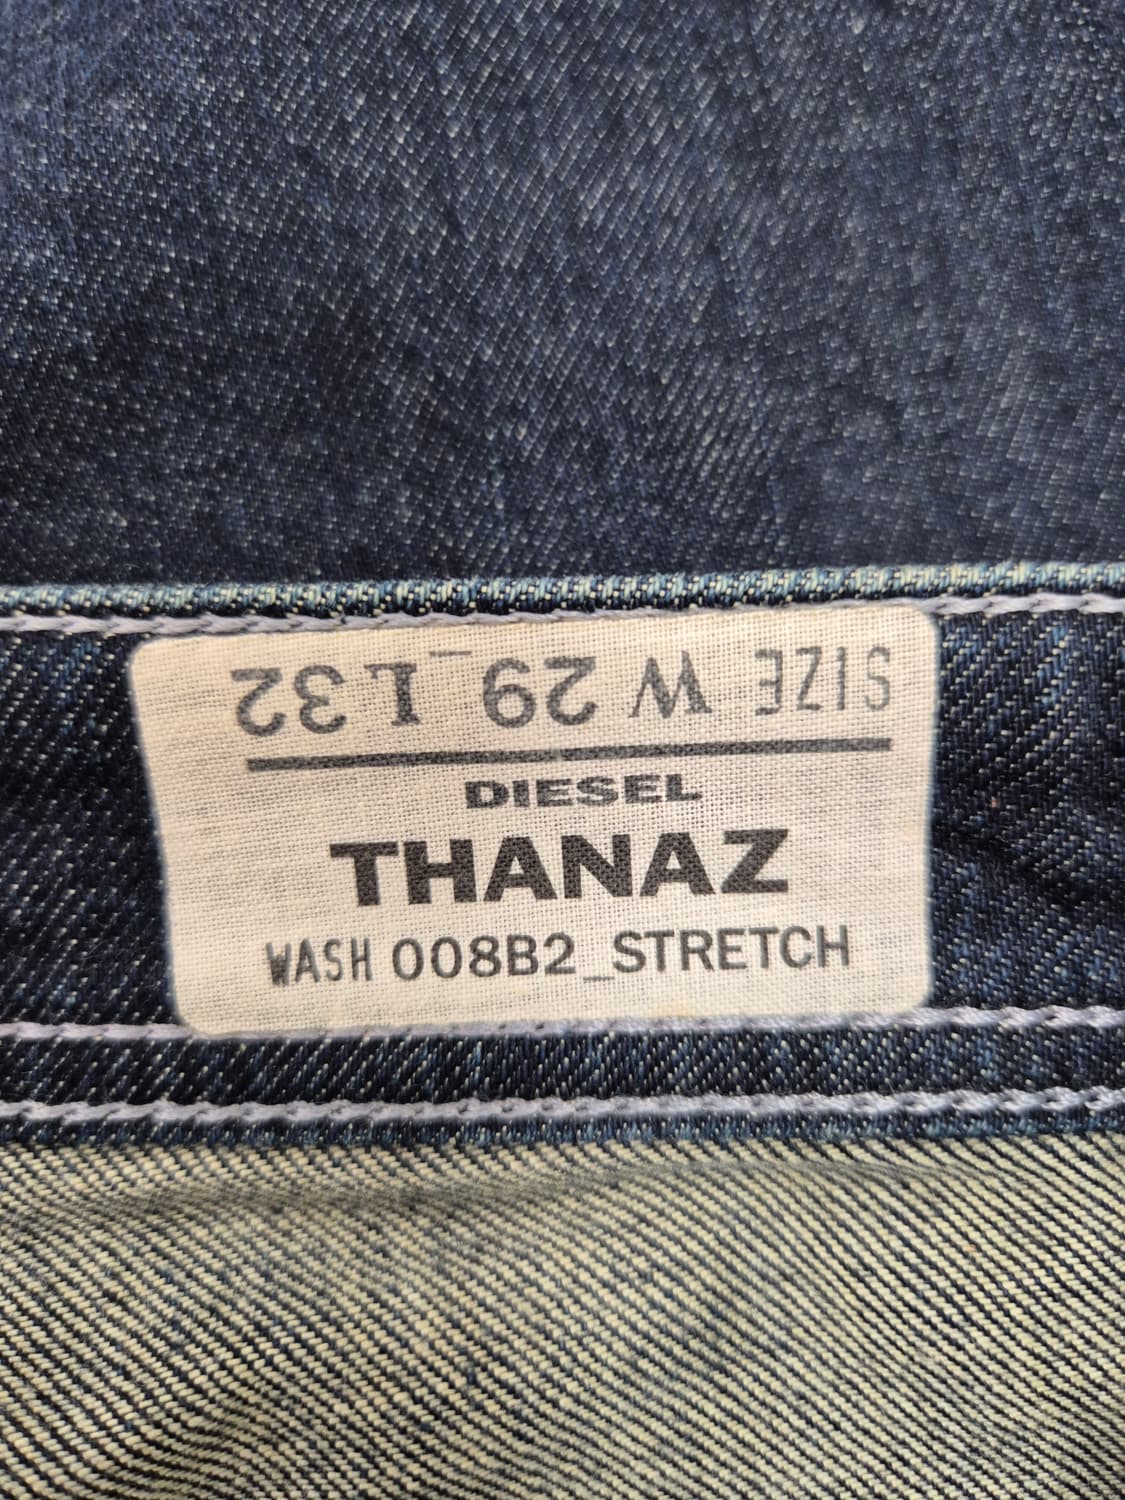 SIZE W 29_L 32
DIESEL
THANAZ
WASH 008B2_STRETCH